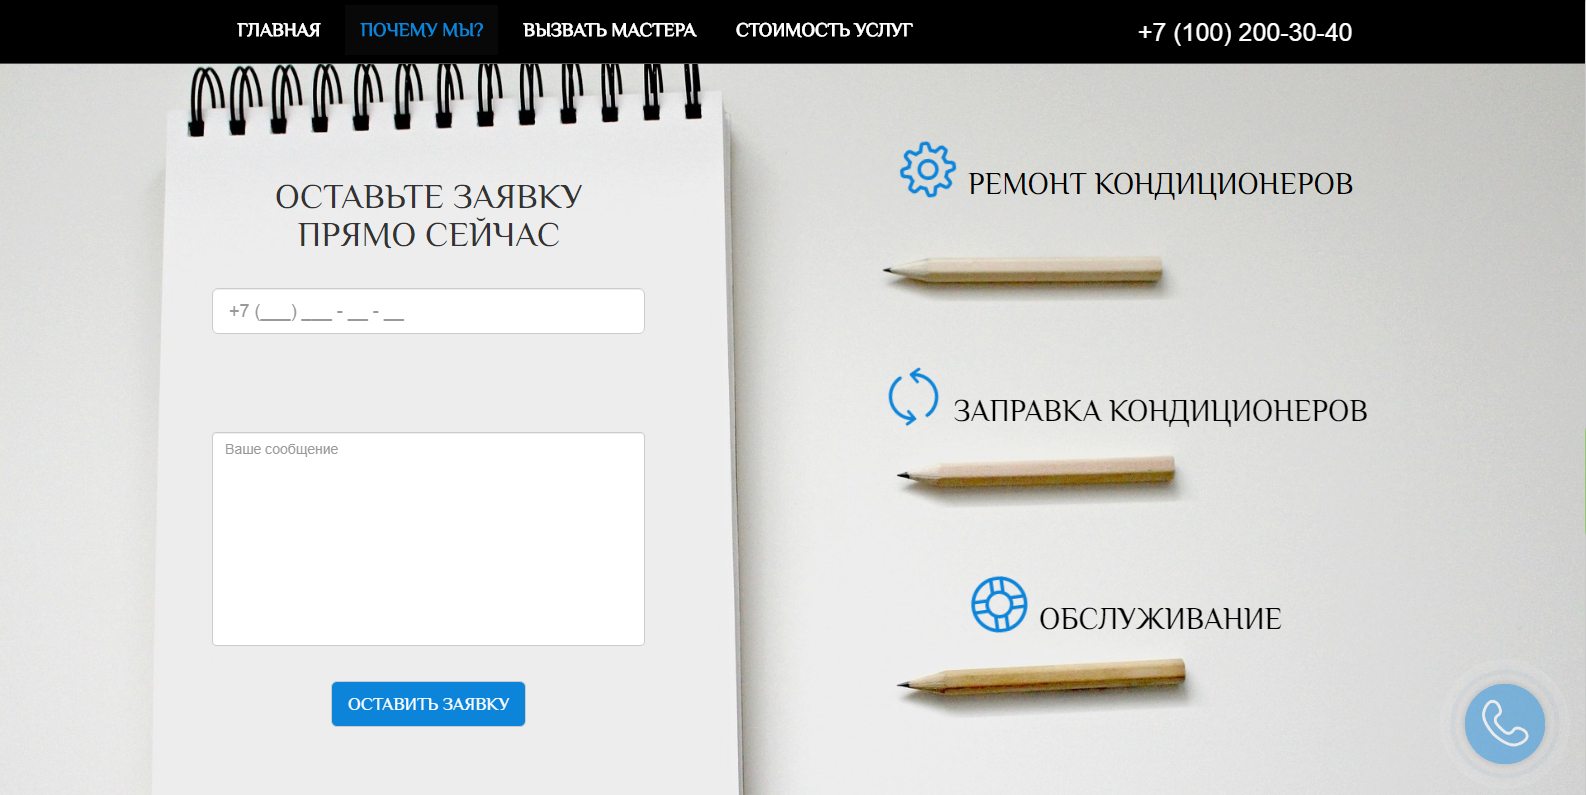 ГЛАВНАЯ ПОЧЕМУ МЫ? ВЫЗВАТЬ МАСТЕРА СТОИМОСТЬ УСЛУГ +7 (100) 200-30-40
ОСТАВЬТЕ ЗАЯВКУ
ПРЯМО СЕЙЧАС
+7 (___) ___ - __ - __
Ваше сообщение
ОСТАВИТЬ ЗАЯВКУ
РЕМОНТ КОНДИЦИОНЕРОВ
ЗАПРАВКА КОНДИЦИОНЕРОВ
ОБСЛУЖИВАНИЕ